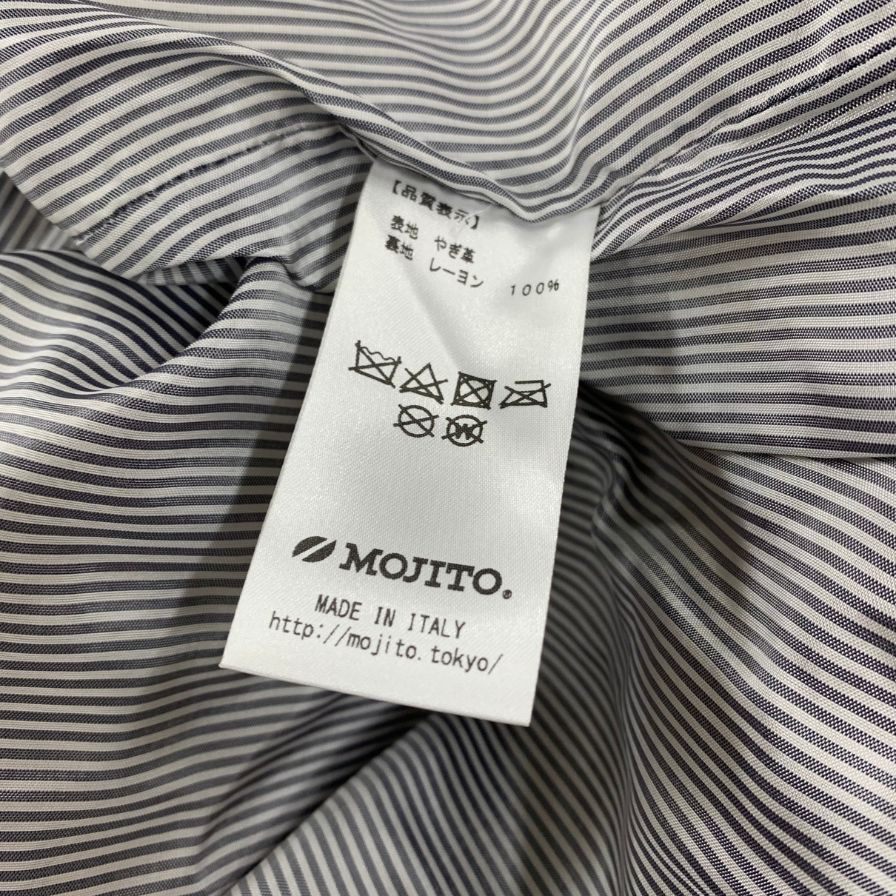 【品質表示】
表地 やぎ革
裏地 レーヨン 100%
MOJITO®
MADE IN ITALY
http://mojito.tokyo/